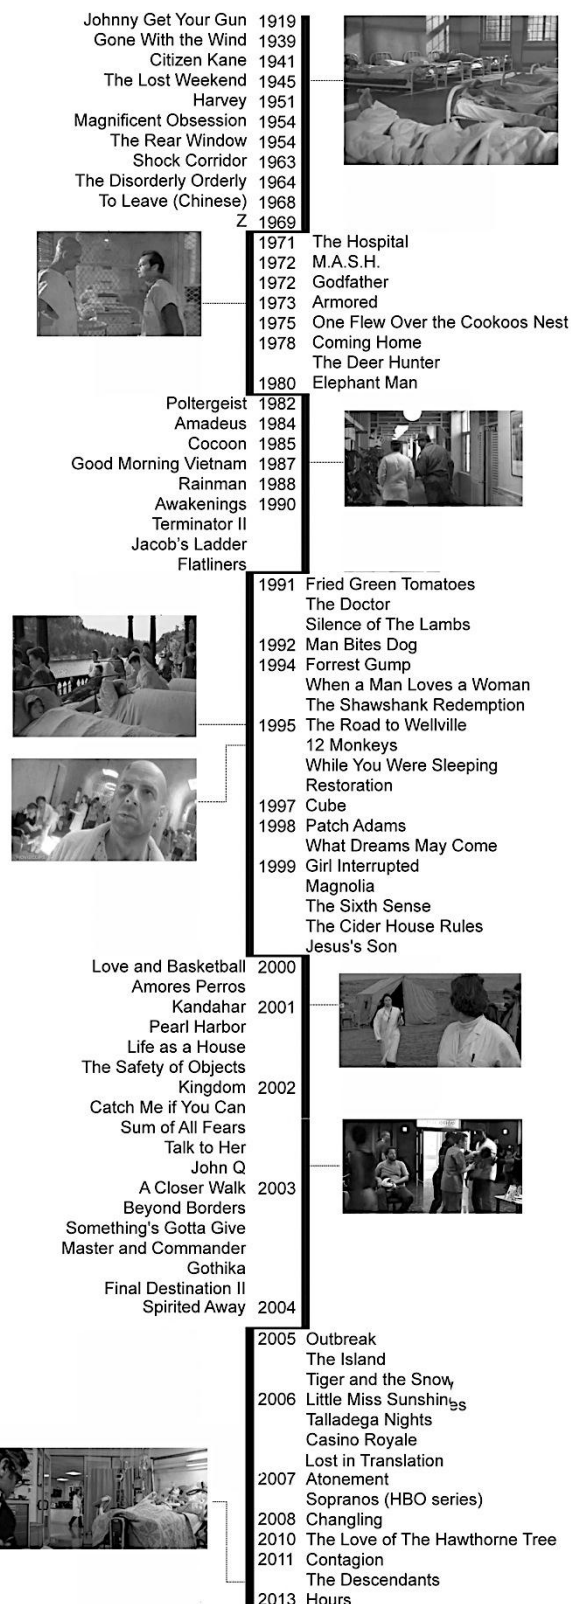 Johnny Get Your Gun 1919
Gone With the Wind 1939
Citizen Kane 1941
The Lost Weekend 1945
Harvey 1951
Magnificent Obsession 1954
The Rear Window 1954
Shock Corridor 1963
The Disorderly Orderly 1964
To Leave (Chinese) 1968
Z 1969
1971 The Hospital
1972 M.A.S.H.
1972 Godfather
1973 Armored
1975 One Flew Over the Cookoos Nest
1978 Coming Home
The Deer Hunter
1980 Elephant Man
Poltergeist 1982
Amadeus 1984
Cocoon 1985
Good Morning Vietnam 1987
Rainman 1988
Awakenings 1990
Terminator II
Jacob's Ladder
Flatliners
1991 Fried Green Tomatoes
The Doctor
Silence of The Lambs
1992 Man Bites Dog
1994 Forrest Gump
When a Man Loves a Woman
The Shawshank Redemption
1995 The Road to Wellville
12 Monkeys
While You Were Sleeping
Restoration
1997 Cube
1998 Patch Adams
What Dreams May Come
1999 Girl Interrupted
Magnolia
The Sixth Sense
The Cider House Rules
Jesus's Son
Love and Basketball 2000
Amores Perros
Kandahar 2001
Pearl Harbor
Life as a House
The Safety of Objects
Kingdom 2002
Catch Me if You Can
Sum of All Fears
Talk to Her
John Q
A Closer Walk 2003
Beyond Borders
Something's Gotta Give
Master and Commander
Gothika
Final Destination II
Spirited Away 2004
2005 Outbreak
The Island
Tiger and the Snow
2006 Little Miss Sunshines
Talladega Nights
Casino Royale
Lost in Translation
2007 Atonement
Sopranos (HBO series)
2008 Changling
2010 The Love of The Hawthorne Tree
2011 Contagion
The Descendants
2013 Hours